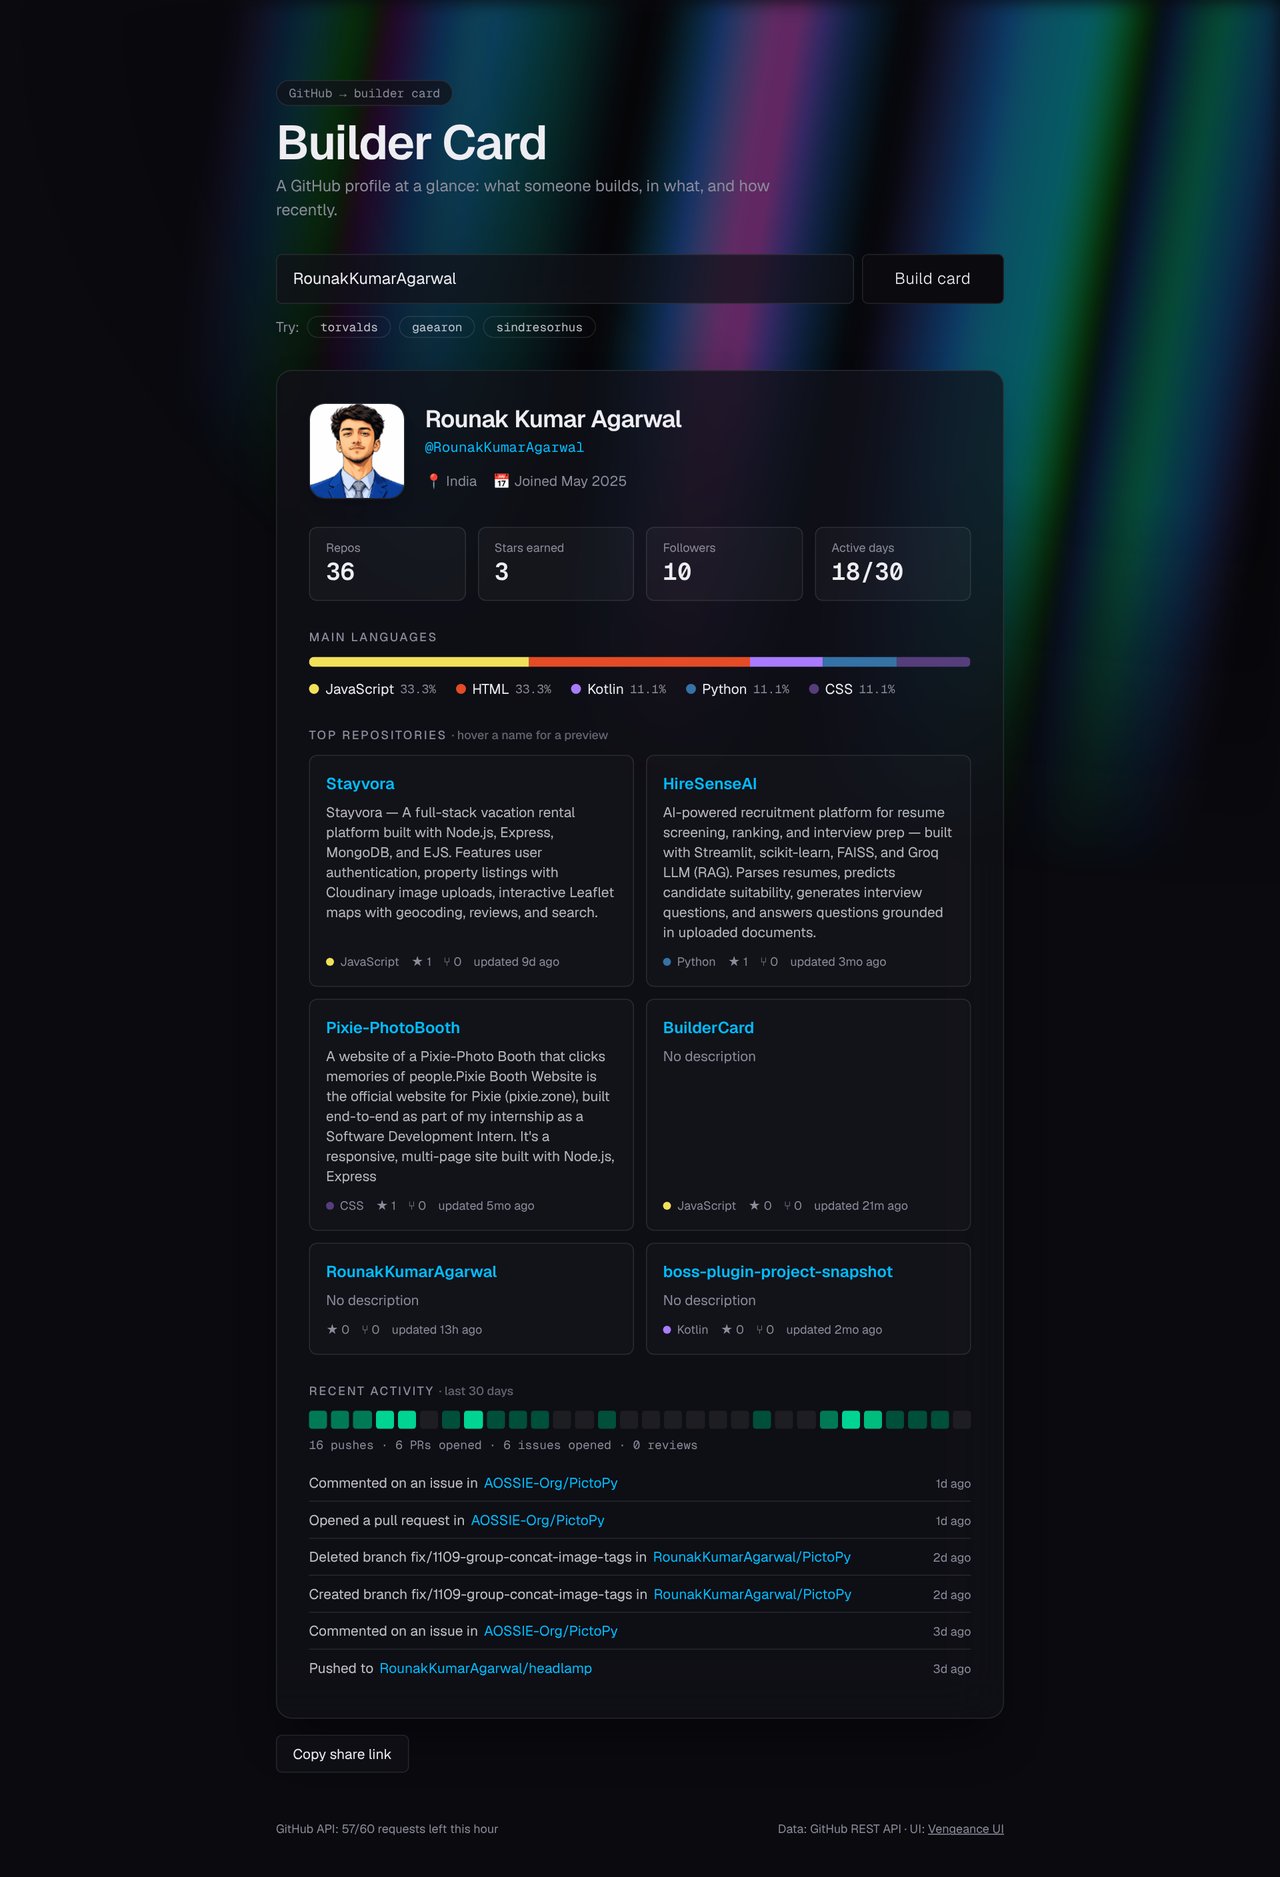 GitHub → builder card
Builder Card
A GitHub profile at a glance: what someone builds, in what, and how
recently.
RounakKumarAgarwal
Build card
Try: torvalds gaearon sindresorhus
Rounak Kumar Agarwal
@RounakKumarAgarwal
📍 India 📅 Joined May 2025
Repos
36
Stars earned
3
Followers
10
Active days
18/30
MAIN LANGUAGES
JavaScript 33.3% HTML 33.3% Kotlin 11.1% Python 11.1% CSS 11.1%
TOP REPOSITORIES · hover a name for a preview
Stayvora
Stayvora — A full-stack vacation rental
platform built with Node.js, Express,
MongoDB, and EJS. Features user
authentication, property listings with
Cloudinary image uploads, interactive Leaflet
maps with geocoding, reviews, and search.
JavaScript ★ 1 ⑂ 0 updated 9d ago
HireSenseAI
AI-powered recruitment platform for resume
screening, ranking, and interview prep — built
with Streamlit, scikit-learn, FAISS, and Groq
LLM (RAG). Parses resumes, predicts
candidate suitability, generates interview
questions, and answers questions grounded
in uploaded documents.
Python ★ 1 ⑂ 0 updated 3mo ago
Pixie-PhotoBooth
A website of a Pixie-Photo Booth that clicks
memories of people.Pixie Booth Website is
the official website for Pixie (pixie.zone), built
end-to-end as part of my internship as a
Software Development Intern. It's a
responsive, multi-page site built with Node.js,
Express
CSS ★ 1 ⑂ 0 updated 5mo ago
BuilderCard
No description
JavaScript ★ 0 ⑂ 0 updated 21m ago
RounakKumarAgarwal
No description
★ 0 ⑂ 0 updated 13h ago
boss-plugin-project-snapshot
No description
Kotlin ★ 0 ⑂ 0 updated 2mo ago
RECENT ACTIVITY · last 30 days
16 pushes · 6 PRs opened · 6 issues opened · 0 reviews
Commented on an issue in AOSSIE-Org/PictoPy 1d ago
Opened a pull request in AOSSIE-Org/PictoPy 1d ago
Deleted branch fix/1109-group-concat-image-tags in RounakKumarAgarwal/PictoPy 2d ago
Created branch fix/1109-group-concat-image-tags in RounakKumarAgarwal/PictoPy 2d ago
Commented on an issue in AOSSIE-Org/PictoPy 3d ago
Pushed to RounakKumarAgarwal/headlamp 3d ago
Copy share link
GitHub API: 57/60 requests left this hour
Data: GitHub REST API · UI: Vengeance UI